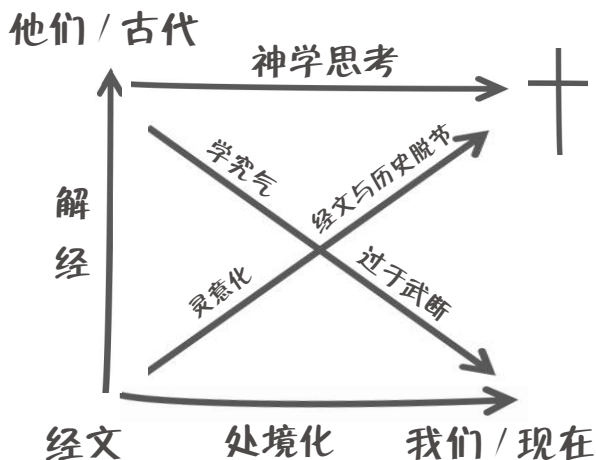 他们 / 古代
神学思考
学究气
经文与历史脱节
解
经
灵意化
过于武断
经文
处境化
我们 / 现在